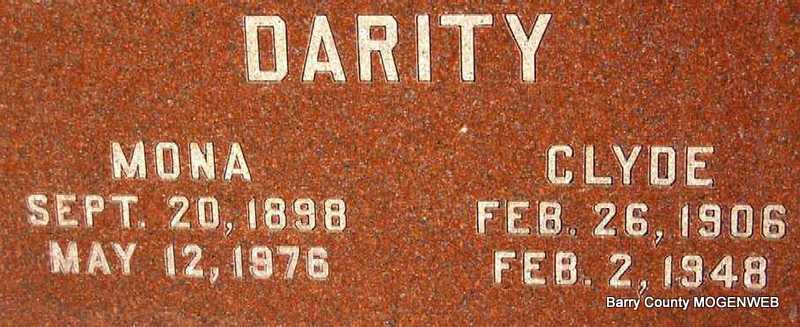 DARITY
MONA
SEPT. 20, 1898
MAY 12, 1976
CLYDE
FEB. 26, 1906
FEB. 2, 1948
Barry County MOGENWEB